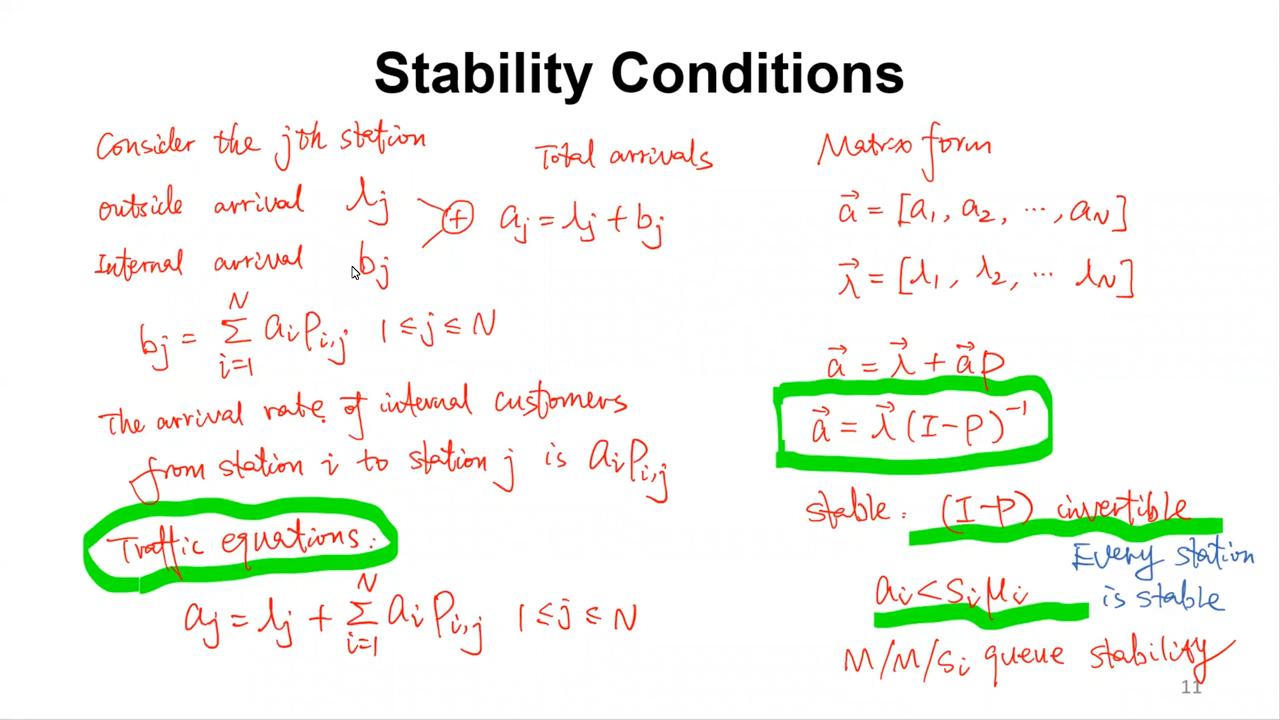 Stability Conditions
Consider the jth station
Outside arrival λj
Internal arrival bj
⊕
Total arrivals
aj = λj + bj
bj = Σ_{i=1}^{N} ai Pi,j 1 ≤ j ≤ N
The arrival rate of internal customers
from station i to station j is ai Pi,j
Traffic equations:
aj = λj + Σ_{i=1}^{N} ai Pi,j 1 ≤ j ≤ N
Matrix form
a⃗ = [a1, a2, ..., aN]
λ⃗ = [λ1, λ2, ... λN]
a⃗ = λ⃗ + a⃗P
a⃗ = λ⃗ (I-P)⁻¹
stable: (I-P) invertible
Every station
is stable
ai < si μi
M/M/si queue stability
11